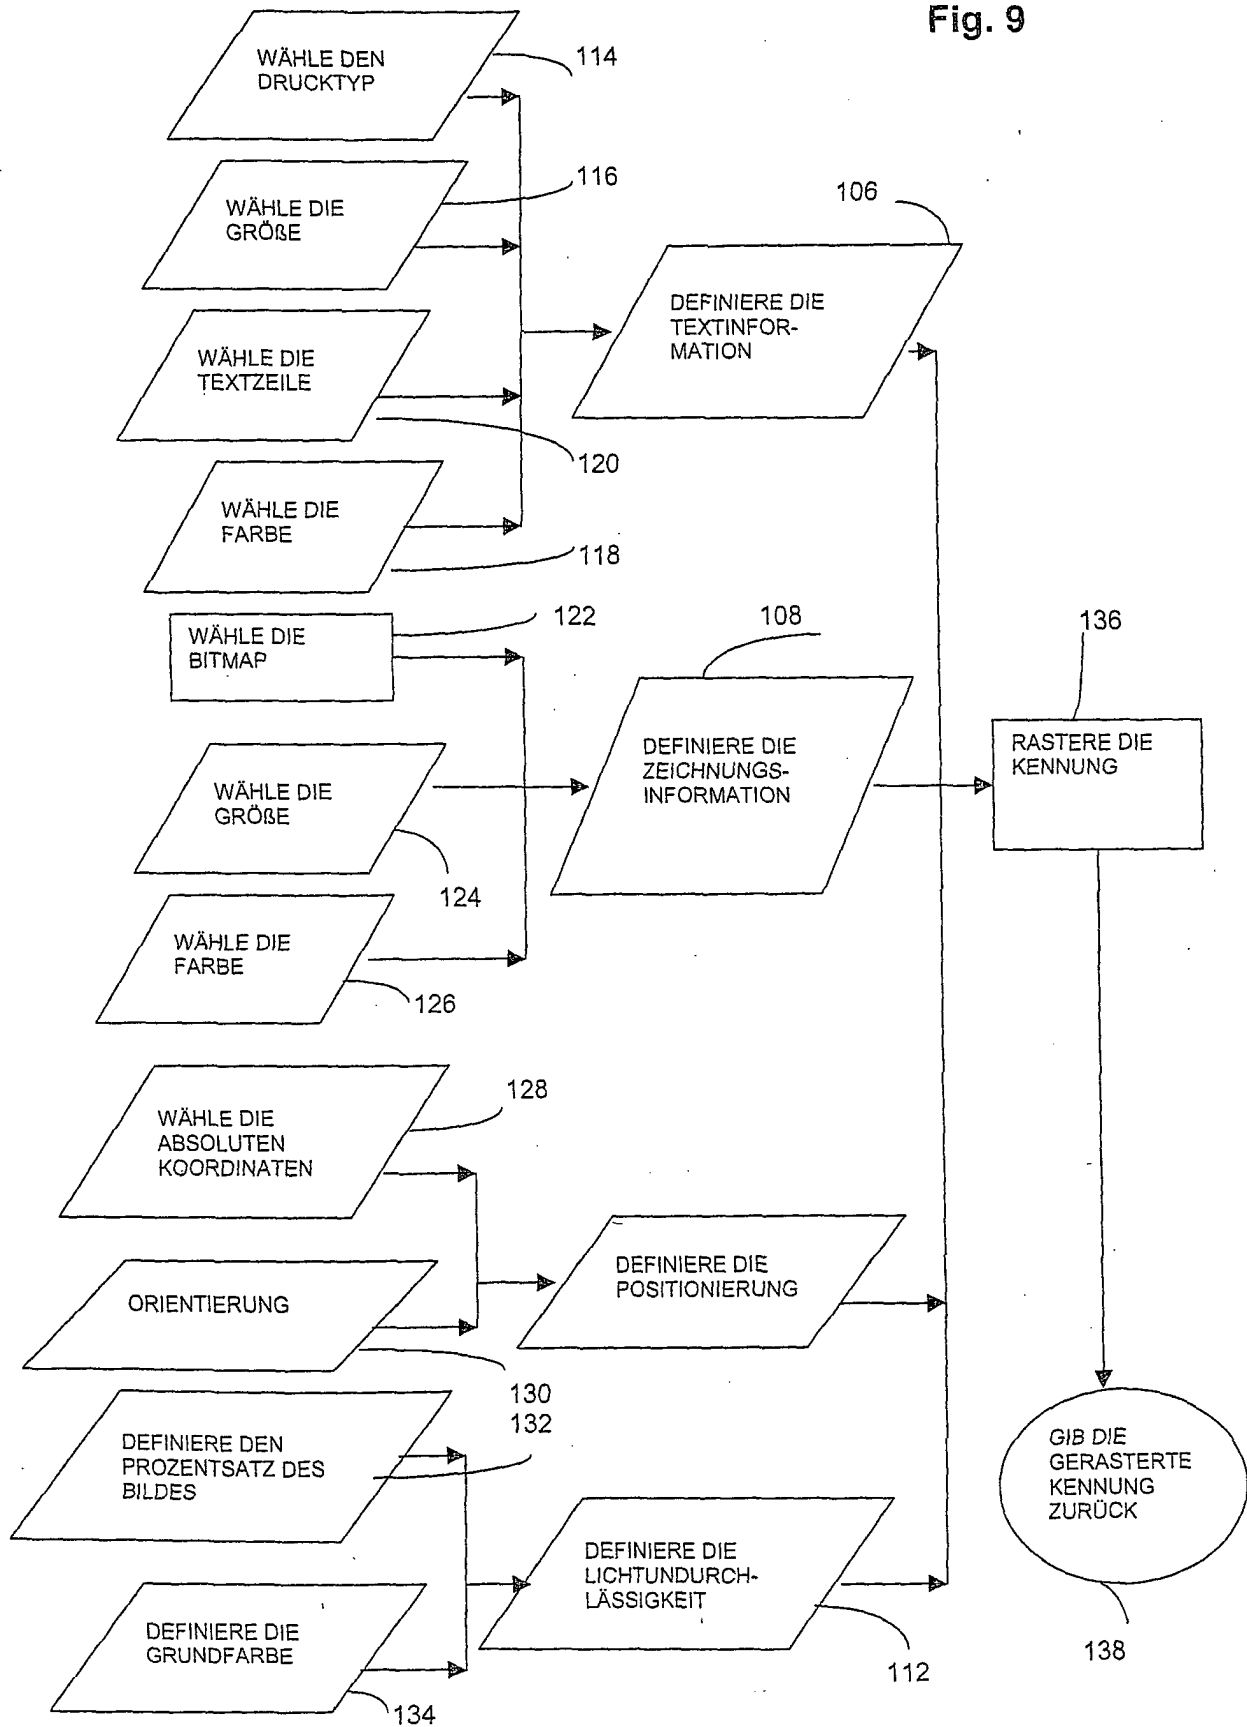 Fig. 9
WÄHLE DEN
DRUCKTYP
114
WÄHLE DIE
GRÖßE
116
WÄHLE DIE
TEXTZEILE
120
WÄHLE DIE
FARBE
118
DEFINIERE DIE
TEXTINFOR-
MATION
106
WÄHLE DIE
BITMAP
122
WÄHLE DIE
GRÖßE
124
WÄHLE DIE
FARBE
126
DEFINIERE DIE
ZEICHNUNGS-
INFORMATION
108
RASTERE DIE
KENNUNG
136
WÄHLE DIE
ABSOLUTEN
KOORDINATEN
128
ORIENTIERUNG
130
DEFINIERE DIE
POSITIONIERUNG
DEFINIERE DEN
PROZENTSATZ DES
BILDES
132
DEFINIERE DIE
GRUNDFARBE
134
DEFINIERE DIE
LICHTUNDURCH-
LÄSSIGKEIT
112
GIB DIE
GERASTERTE
KENNUNG
ZURÜCK
138